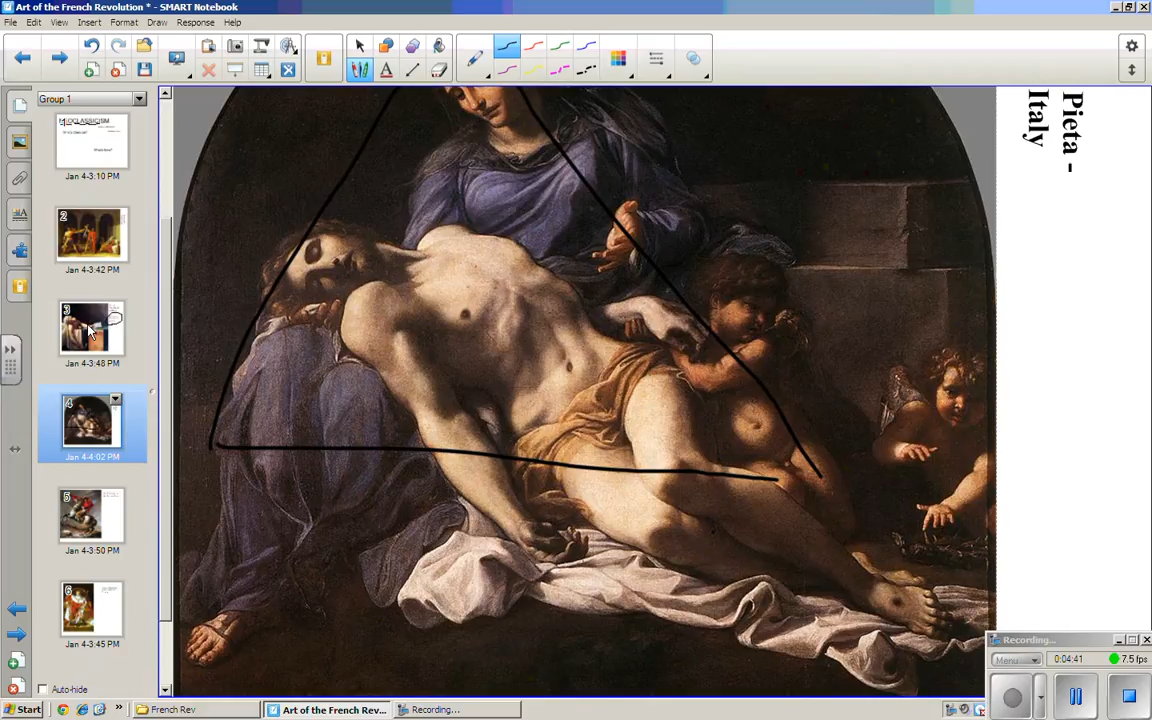 Art of the French Revolution * - SMART Notebook
File Edit View Insert Format Draw Response Help
Group 1
Jan 4-3:10 PM
2
Jan 4-3:42 PM
3
Jan 4-3:48 PM
4
Jan 4-4:02 PM
5
Jan 4-3:50 PM
6
Jan 4-3:45 PM
Auto-hide
Pieta -
Italy
Recording...
Menu
0:04:41
7.5 fps
Start
French Rev
Art of the French Rev...
Recording...